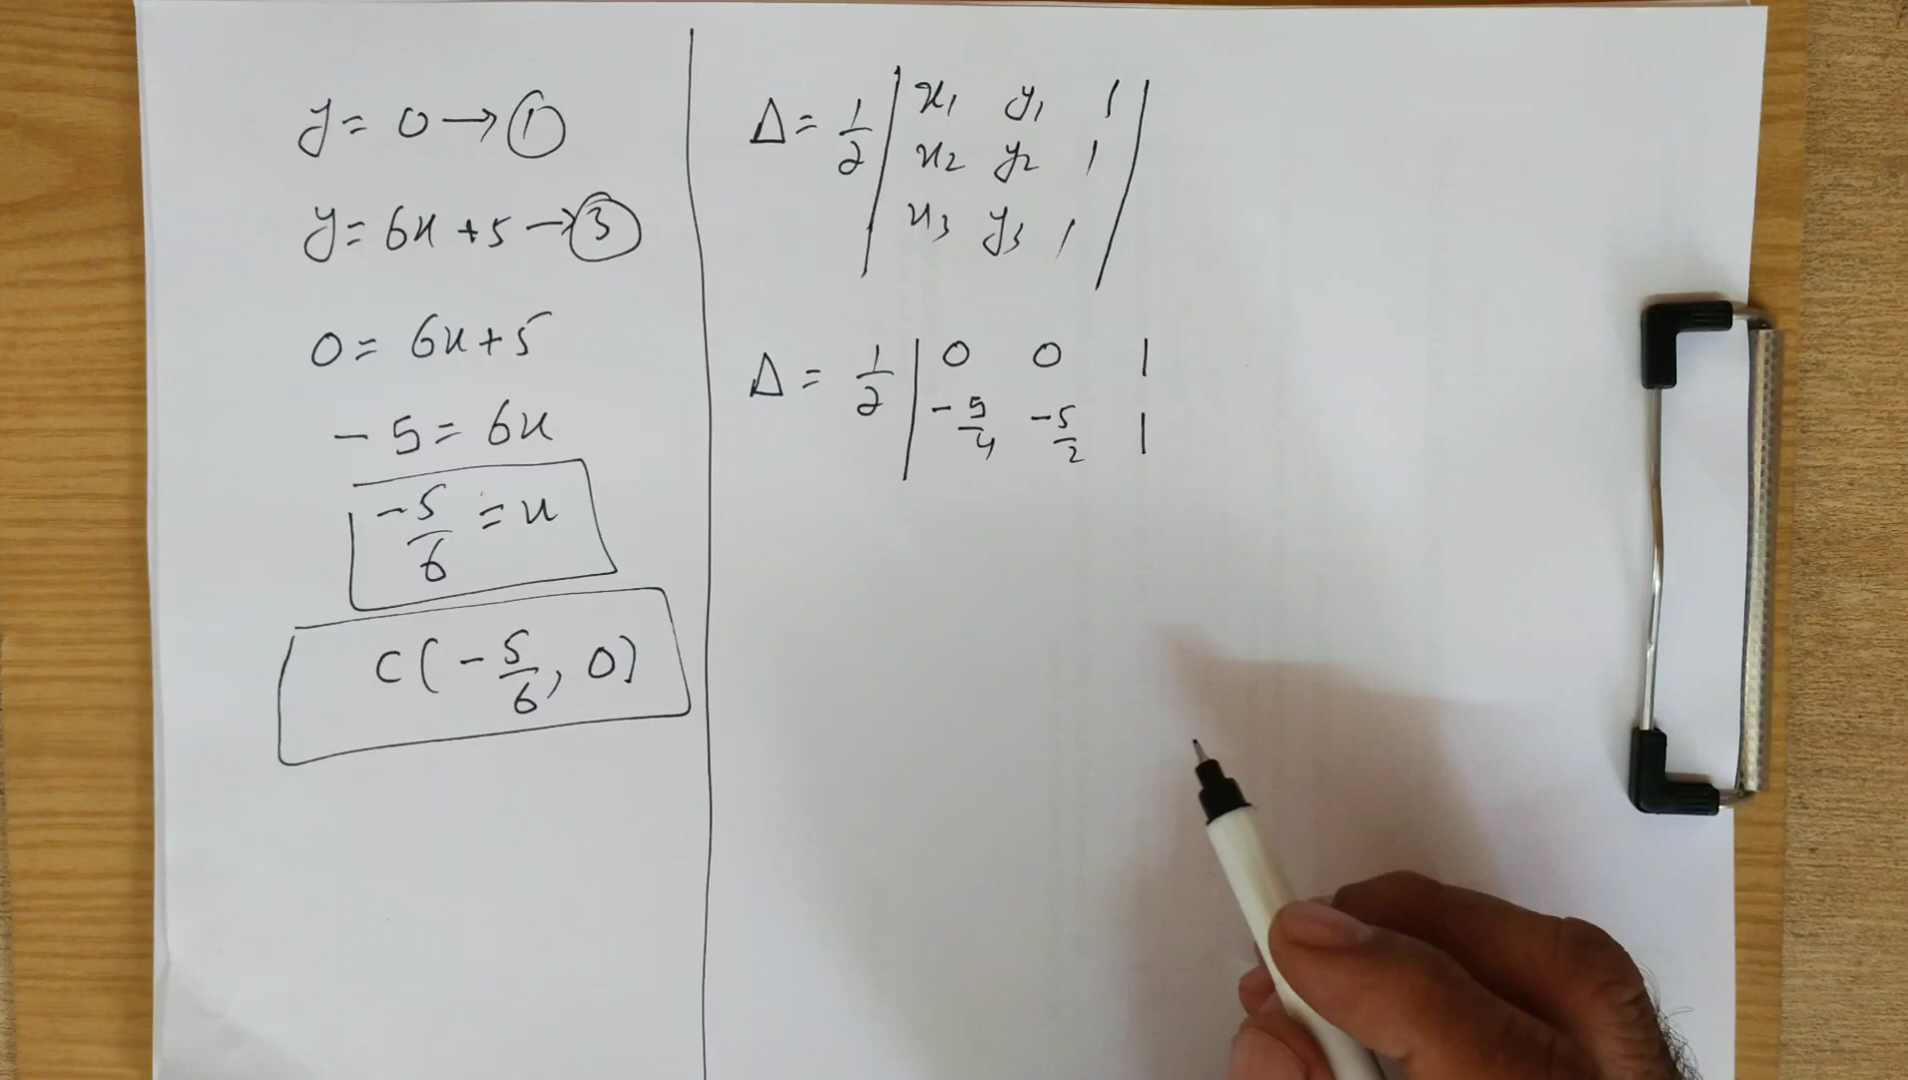 y = 0 → ①
y = 6x + 5 → ③
0 = 6x + 5
- 5 = 6x
-5/6 = x
C(-5/6, 0)
Δ = 1/2 | x₁ y₁ 1 |
x₂ y₂ 1
x₃ y₃ 1
Δ = 1/2 | 0 0 1
-5/4 -5/2 1